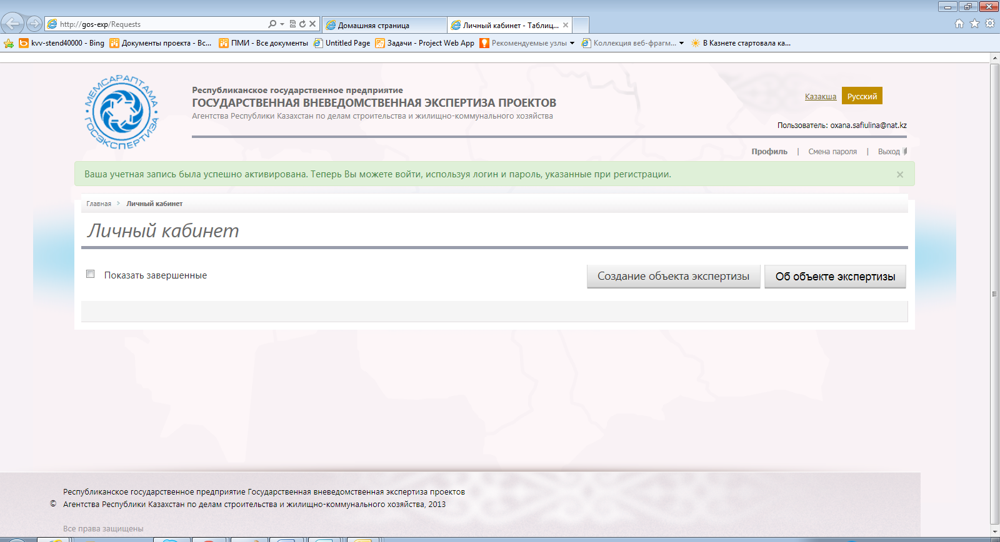 http://gos-exp/Requests
Домашняя страница
Личный кабинет - Таблиц...
kvv-stend40000 - Bing
Документы проекта - Вс...
ПМИ - Все документы
Untitled Page
Задачи - Project Web App
Рекомендуемые узлы
Коллекция веб-фрагм...
В Казнете стартовала ка...
МЕМСАРАПТАМА
ГОСЭКСПЕРТИЗА
Республиканское государственное предприятие
ГОСУДАРСТВЕННАЯ ВНЕВЕДОМСТВЕННАЯ ЭКСПЕРТИЗА ПРОЕКТОВ
Агентства Республики Казахстан по делам строительства и жилищно-коммунального хозяйства
Казакша
Русский
Пользователь: oxana.safiulina@nat.kz
Профиль | Смена пароля | Выход
Ваша учетная запись была успешно активирована. Теперь Вы можете войти, используя логин и пароль, указанные при регистрации. ×
Главная Личный кабинет
Личный кабинет
Показать завершенные
Создание объекта экспертизы
Об объекте экспертизы
Республиканское государственное предприятие Государственная вневедомственная экспертиза проектов
© Агентства Республики Казахстан по делам строительства и жилищно-коммунального хозяйства, 2013
Все права защищены